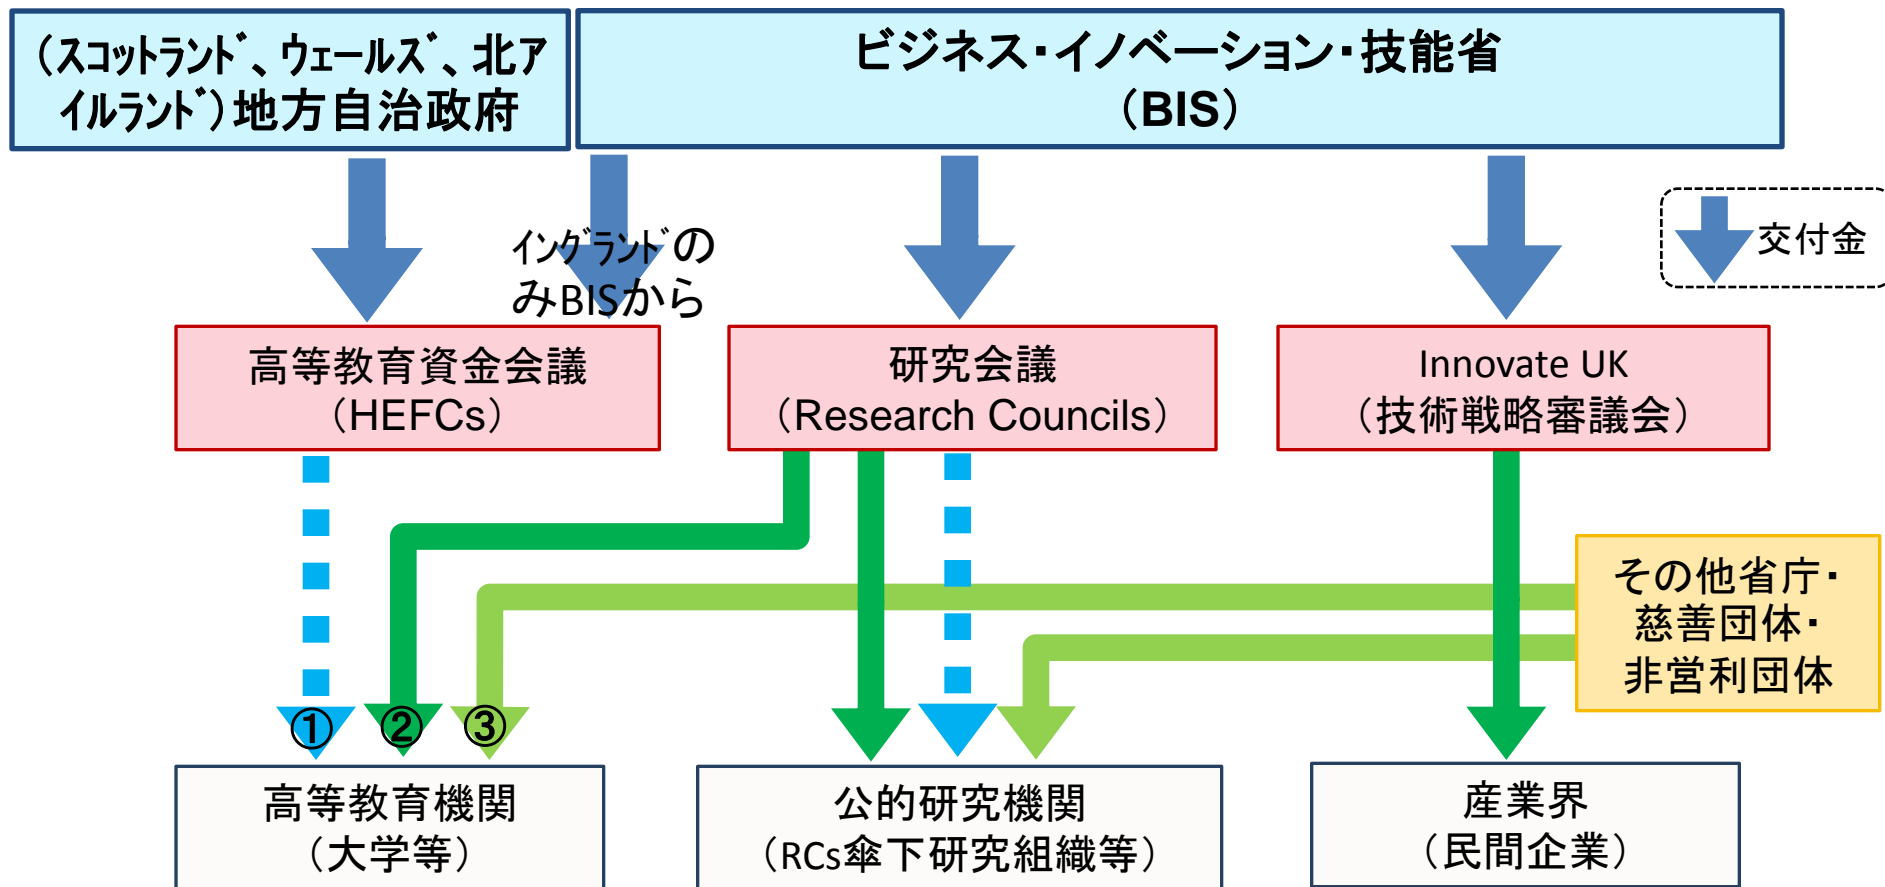 （ｽｺｯﾄﾗﾝﾄﾞ、ｳｪｰﾙｽﾞ、北ア
ｲﾙﾗﾝﾄﾞ）地方自治政府
ビジネス・イノベーション・技能省
（BIS）
ｲﾝｸﾞﾗﾝﾄﾞの
みBISから
交付金
高等教育資金会議
（HEFCs）
研究会議
（Research Councils）
Innovate UK
（技術戦略審議会）
その他省庁・
慈善団体・
非営利団体
① ② ③
高等教育機関
（大学等）
公的研究機関
（RCs傘下研究組織等）
産業界
（民間企業）